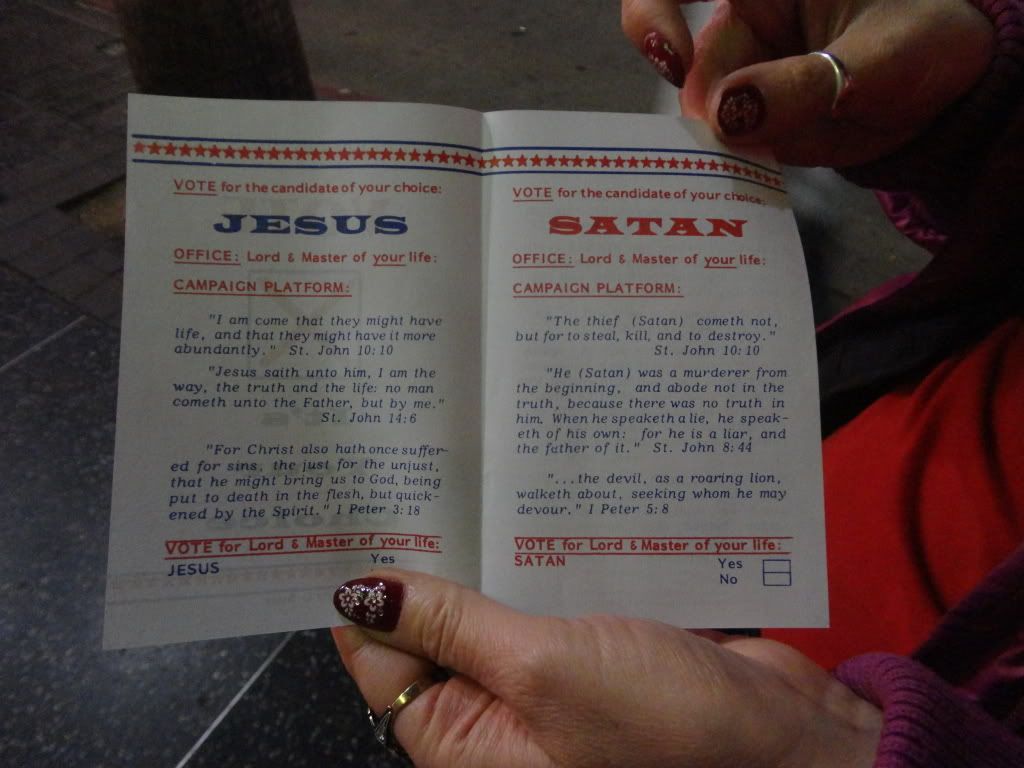 VOTE for the candidate of your choice:
JESUS
OFFICE: Lord & Master of your life:
CAMPAIGN PLATFORM:
"I am come that they might have
life, and that they might have it more
abundantly." St. John 10:10
"Jesus saith unto him, I am the
way, the truth and the life: no man
cometh unto the Father, but by me."
St. John 14:6
"For Christ also hath once suffer-
ed for sins, the just for the unjust,
that he might bring us to God, being
put to death in the flesh, but quick-
ened by the Spirit." I Peter 3:18
VOTE for Lord & Master of your life:
JESUS Yes
VOTE for the candidate of your choice:
SATAN
OFFICE: Lord & Master of your life:
CAMPAIGN PLATFORM:
"The thief (Satan) cometh not,
but for to steal, kill, and to destroy."
St. John 10:10
"He (Satan) was a murderer from
the beginning, and abode not in the
truth, because there was no truth in
him. When he speaketh a lie, he speak-
eth of his own: for he is a liar, and
the father of it." St. John 8:44
"...the devil, as a roaring lion,
walketh about, seeking whom he may
devour." I Peter 5:8
VOTE for Lord & Master of your life:
SATAN Yes
No